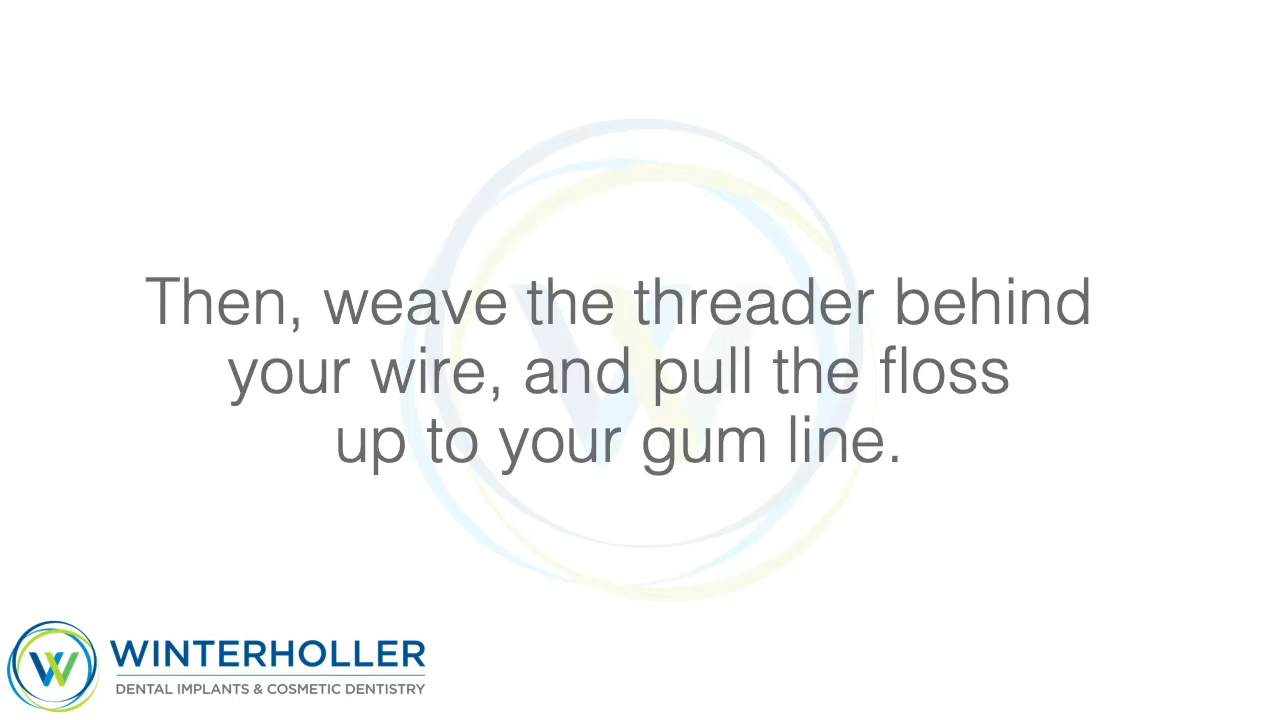 Then, weave the threader behind
your wire, and pull the floss
up to your gum line.
WINTERHOLLER
DENTAL IMPLANTS & COSMETIC DENTISTRY